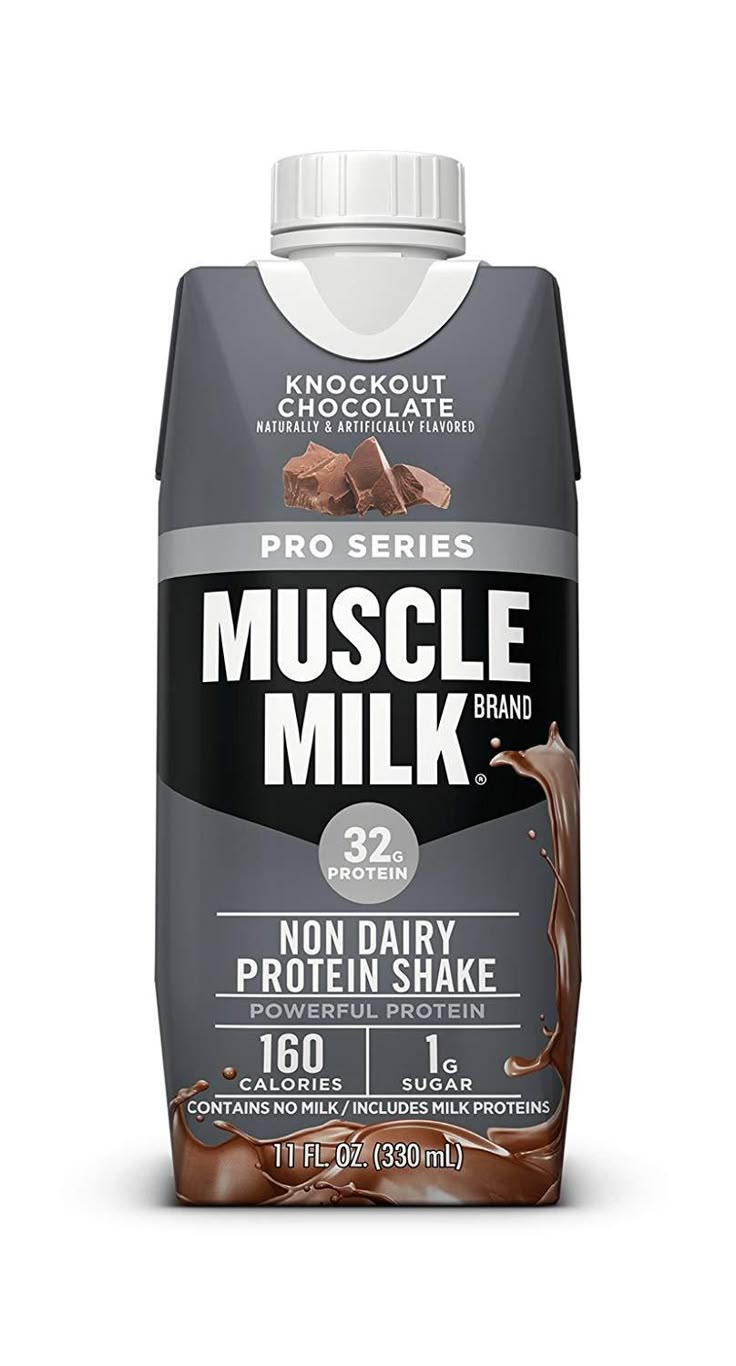 KNOCKOUT
CHOCOLATE
NATURALLY & ARTIFICIALLY FLAVORED
PRO SERIES
MUSCLE
MILK BRAND ®
32G
PROTEIN
NON DAIRY
PROTEIN SHAKE
POWERFUL PROTEIN
160 1G
CALORIES SUGAR
CONTAINS NO MILK / INCLUDES MILK PROTEINS
11 FL. OZ. (330 mL)